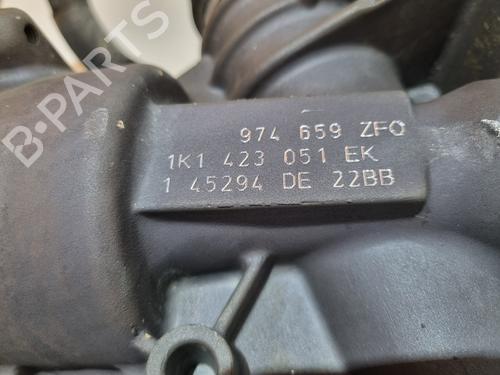 B-PARTS
974 659 ZFO
1K1 423 051 EK
1 45294 DE 22BB